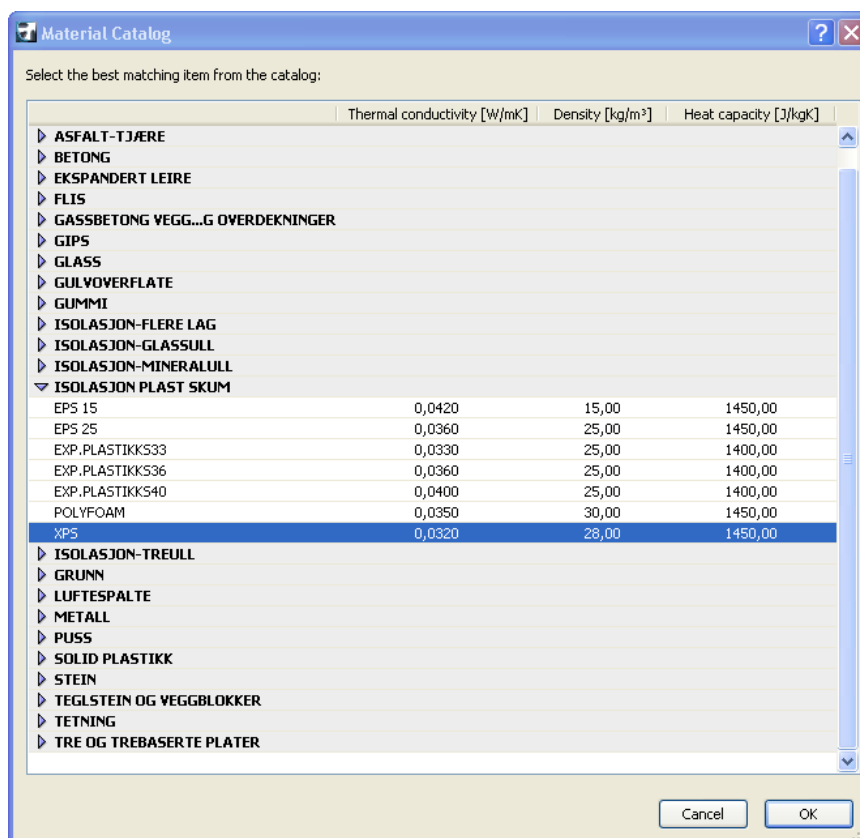 Material Catalog
Select the best matching item from the catalog:
Thermal conductivity [W/mK] Density [kg/m³] Heat capacity [J/kgK]
ASFALT-TJÆRE
BETONG
EKSPANDERT LEIRE
FLIS
GASSBETONG VEGG...G OVERDEKNINGER
GIPS
GLASS
GULVOVERFLATE
GUMMI
ISOLASJON-FLERE LAG
ISOLASJON-GLASSULL
ISOLASJON-MINERALULL
ISOLASJON PLAST SKUM
EPS 15 0,0420 15,00 1450,00
EPS 25 0,0360 25,00 1450,00
EXP.PLASTIKKS33 0,0330 25,00 1400,00
EXP.PLASTIKKS36 0,0360 25,00 1400,00
EXP.PLASTIKKS40 0,0400 25,00 1400,00
POLYFOAM 0,0350 30,00 1450,00
XPS 0,0320 28,00 1450,00
ISOLASJON-TREULL
GRUNN
LUFTESPALTE
METALL
PUSS
SOLID PLASTIKK
STEIN
TEGLSTEIN OG VEGGBLOKKER
TETNING
TRE OG TREBASERTE PLATER
Cancel OK